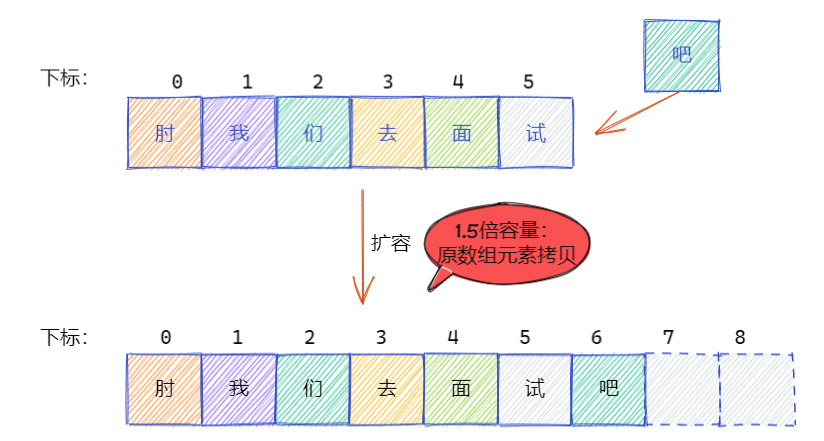 吧
下标： 0 1 2 3 4 5
肘 我 们 去 面 试
扩容
1.5倍容量：
原数组元素拷贝
下标： 0 1 2 3 4 5 6 7 8
肘 我 们 去 面 试 吧